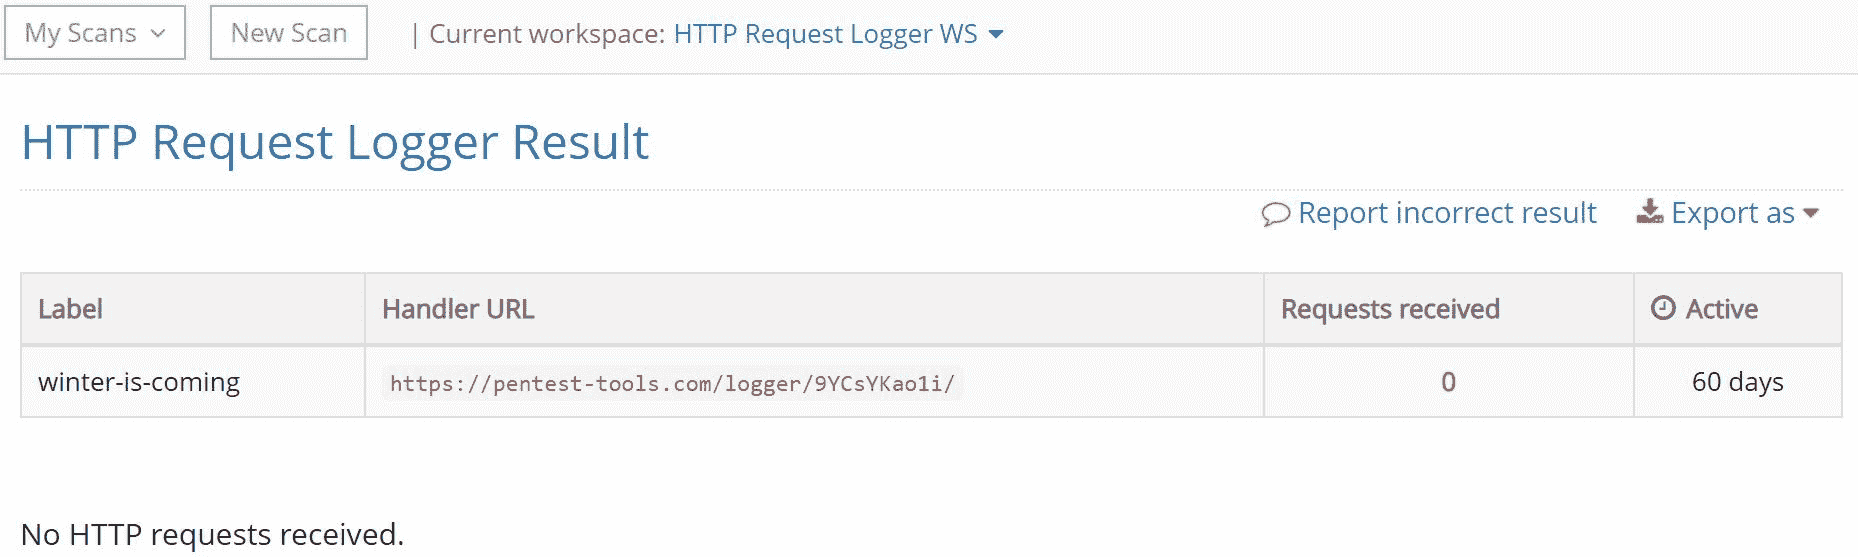 My Scans New Scan | Current workspace: HTTP Request Logger WS
HTTP Request Logger Result
Report incorrect result Export as
Label Handler URL Requests received Active
winter-is-coming https://pentest-tools.com/logger/9YCsYKao1i/ 0 60 days
No HTTP requests received.